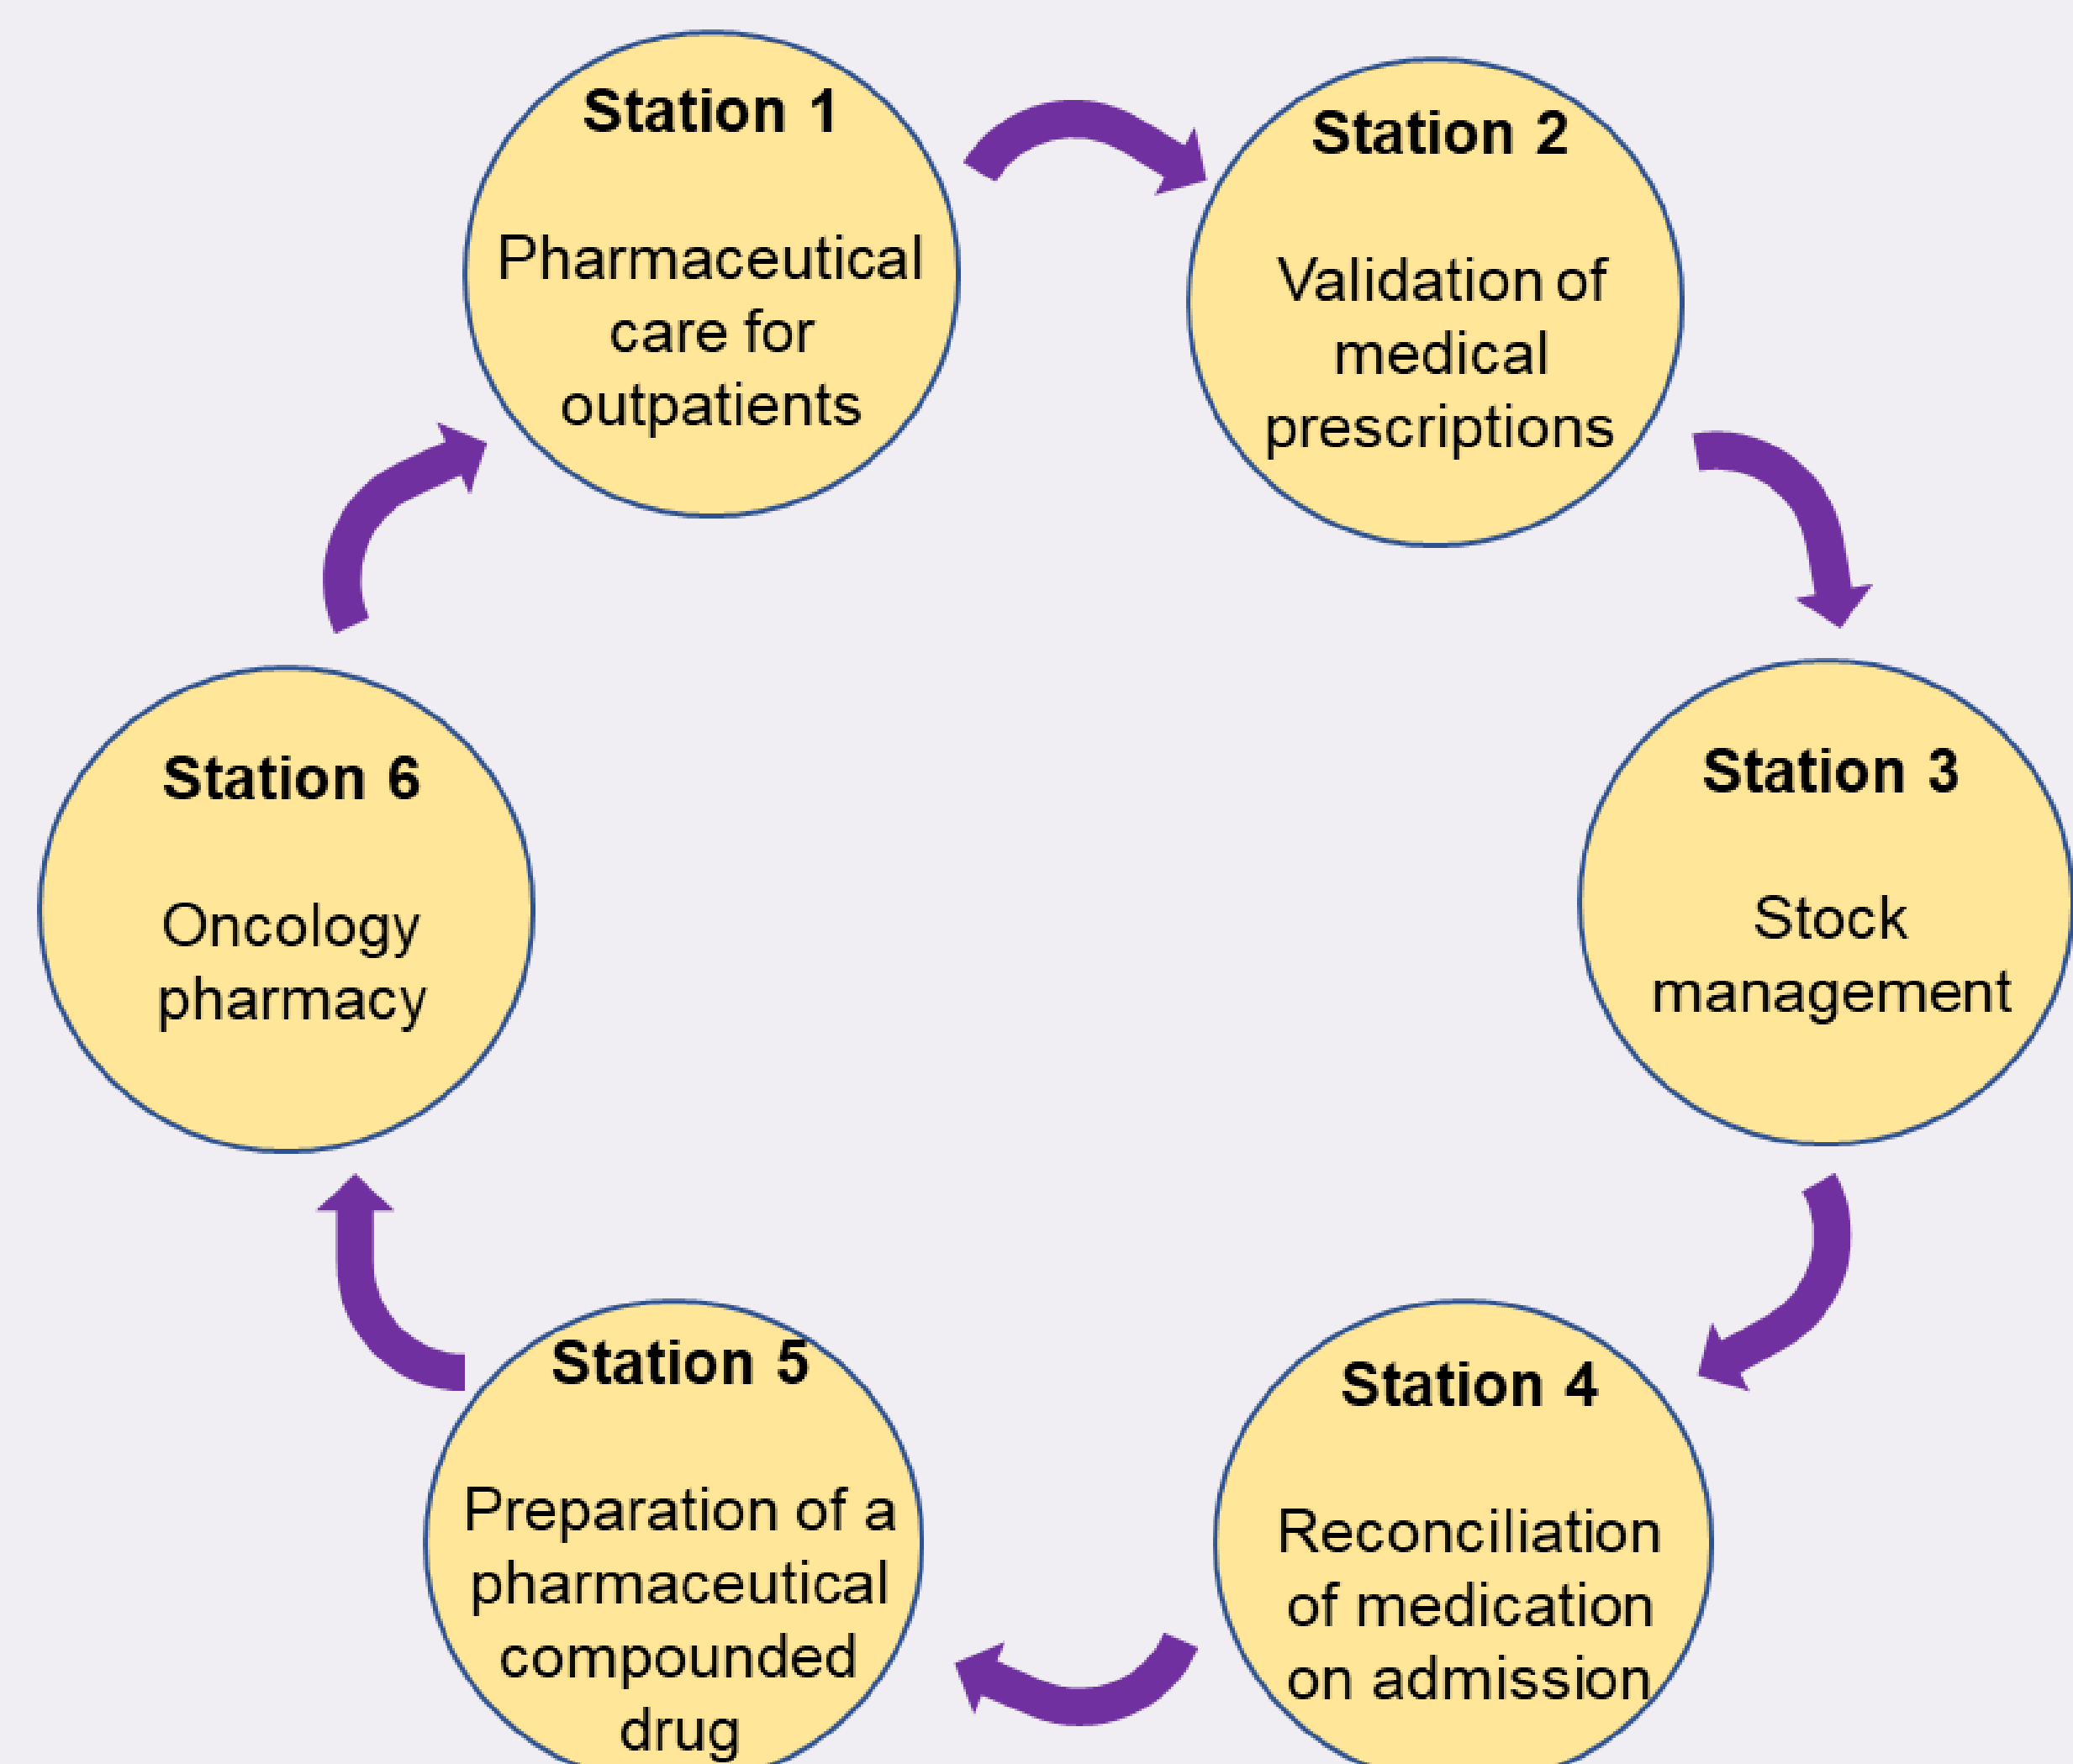 Station 1
Pharmaceutical
care for
outpatients
Station 2
Validation of
medical
prescriptions
Station 3
Stock
management
Station 4
Reconciliation
of medication
on admission
Station 5
Preparation of a
pharmaceutical
compounded
drug
Station 6
Oncology
pharmacy